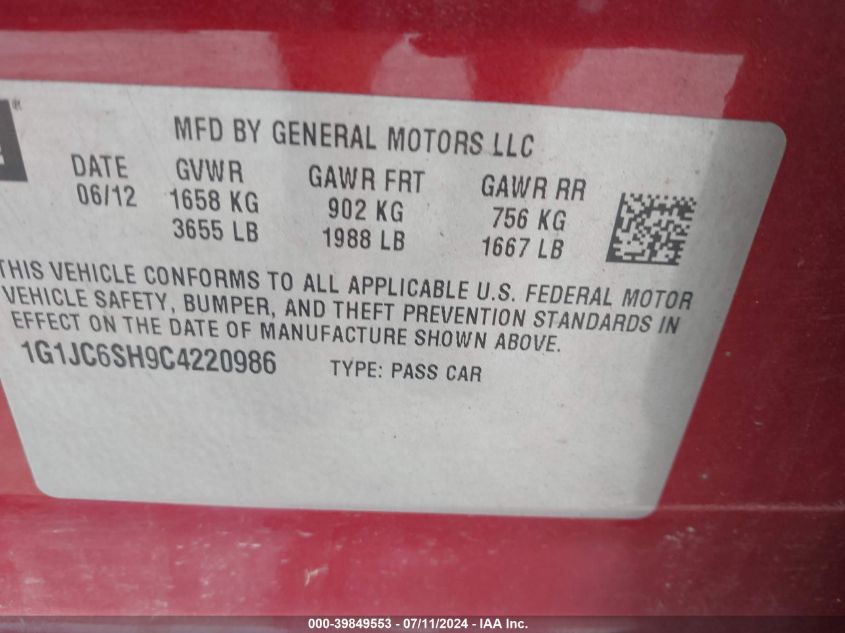 ®
MFD BY GENERAL MOTORS LLC
DATE GVWR GAWR FRT GAWR RR
06/12 1658 KG 902 KG 756 KG
3655 LB 1988 LB 1667 LB
THIS VEHICLE CONFORMS TO ALL APPLICABLE U.S. FEDERAL MOTOR
VEHICLE SAFETY, BUMPER, AND THEFT PREVENTION STANDARDS IN
EFFECT ON THE DATE OF MANUFACTURE SHOWN ABOVE.
1G1JC6SH9C4220986 TYPE: PASS CAR
000-39849553 - 07/11/2024 - IAA Inc.